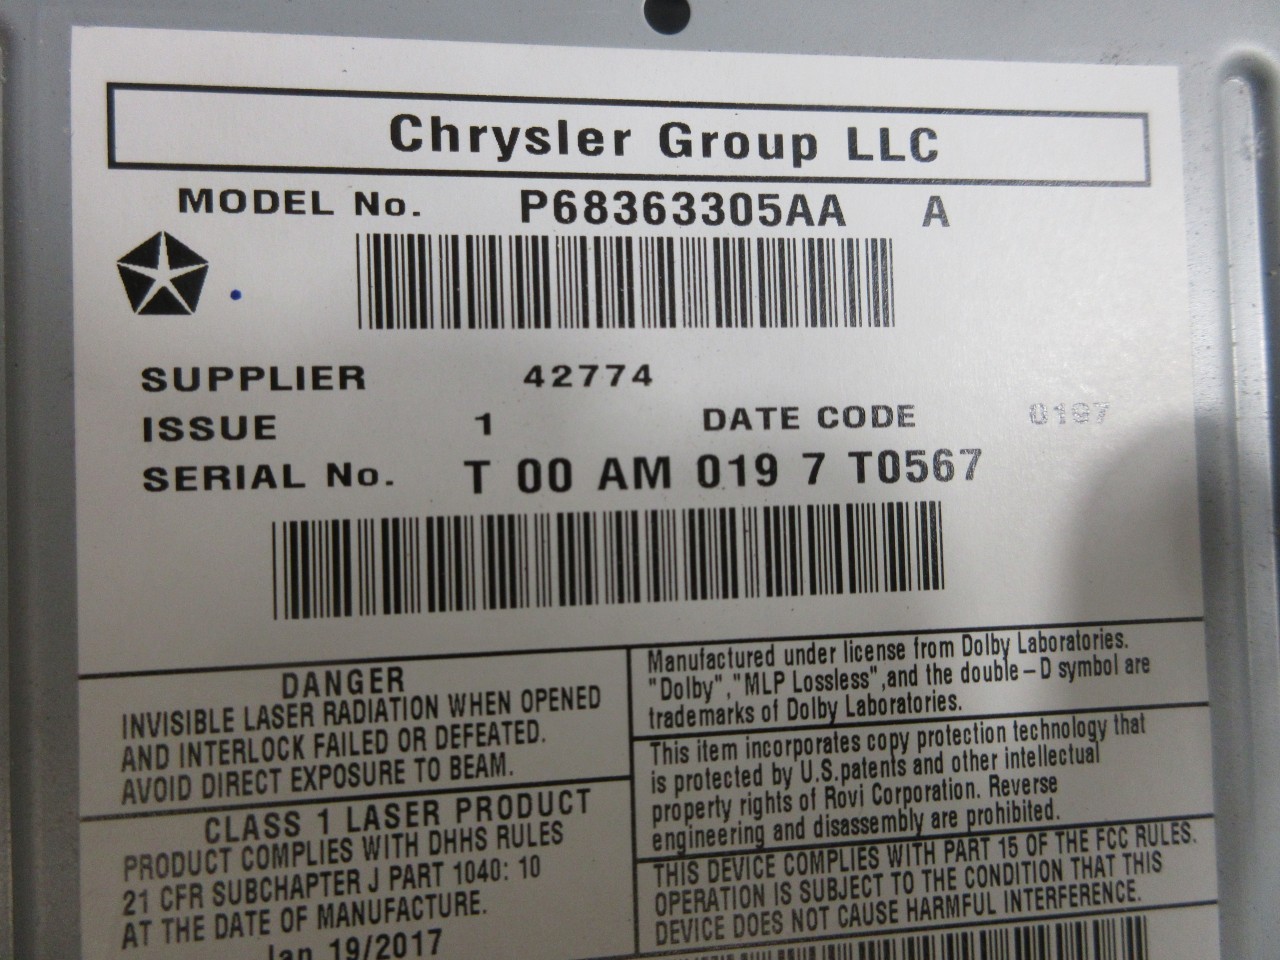 Chrysler Group LLC
MODEL No. P68363305AA A
SUPPLIER 42774
ISSUE 1 DATE CODE 0197
SERIAL No. T 00 AM 019 7 T0567
DANGER
INVISIBLE LASER RADIATION WHEN OPENED
AND INTERLOCK FAILED OR DEFEATED.
AVOID DIRECT EXPOSURE TO BEAM.
CLASS 1 LASER PRODUCT
PRODUCT COMPLIES WITH DHHS RULES
21 CFR SUBCHAPTER J PART 1040: 10
AT THE DATE OF MANUFACTURE.
Jan 19/2017
Manufactured under license from Dolby Laboratories.
"Dolby","MLP Lossless",and the double-D symbol are
trademarks of Dolby Laboratories.
This item incorporates copy protection technology that
is protected by U.S.patents and other intellectual
property rights of Rovi Corporation. Reverse
engineering and disassembly are prohibited.
THIS DEVICE COMPLIES WITH PART 15 OF THE FCC RULES.
OPERATION IS SUBJECT TO THE CONDITION THAT THIS
DEVICE DOES NOT CAUSE HARMFUL INTERFERENCE.